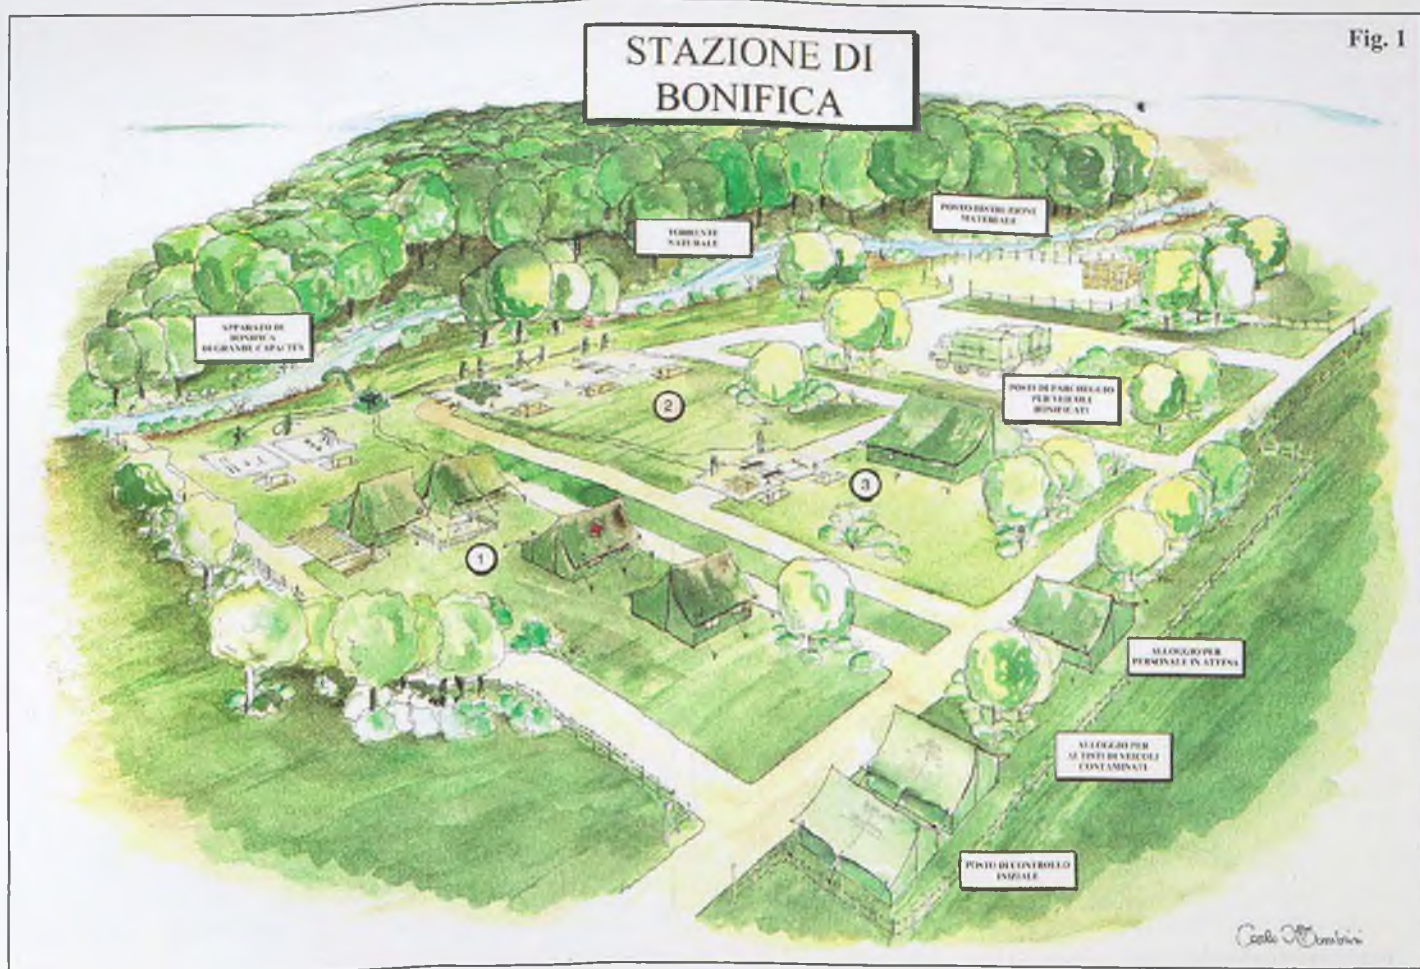 Fig. 1
STAZIONE DI
BONIFICA
POSTO DISTRUZIONE
MATERIALE
TORRENTE
NATURALE
APPARATO DI
BONIFICA
DI GRANDE CAPACITÀ
POSTI DI PARCHEGGIO
PER VEICOLI
BONIFICATI
2
3
1
ALLOGGIO PER
PERSONALE IN ATTESA
ALLOGGIO PER
AUTISTI DI VEICOLI
CONTAMINATI
POSTO DI CONTROLLO
INIZIALE
Carlo